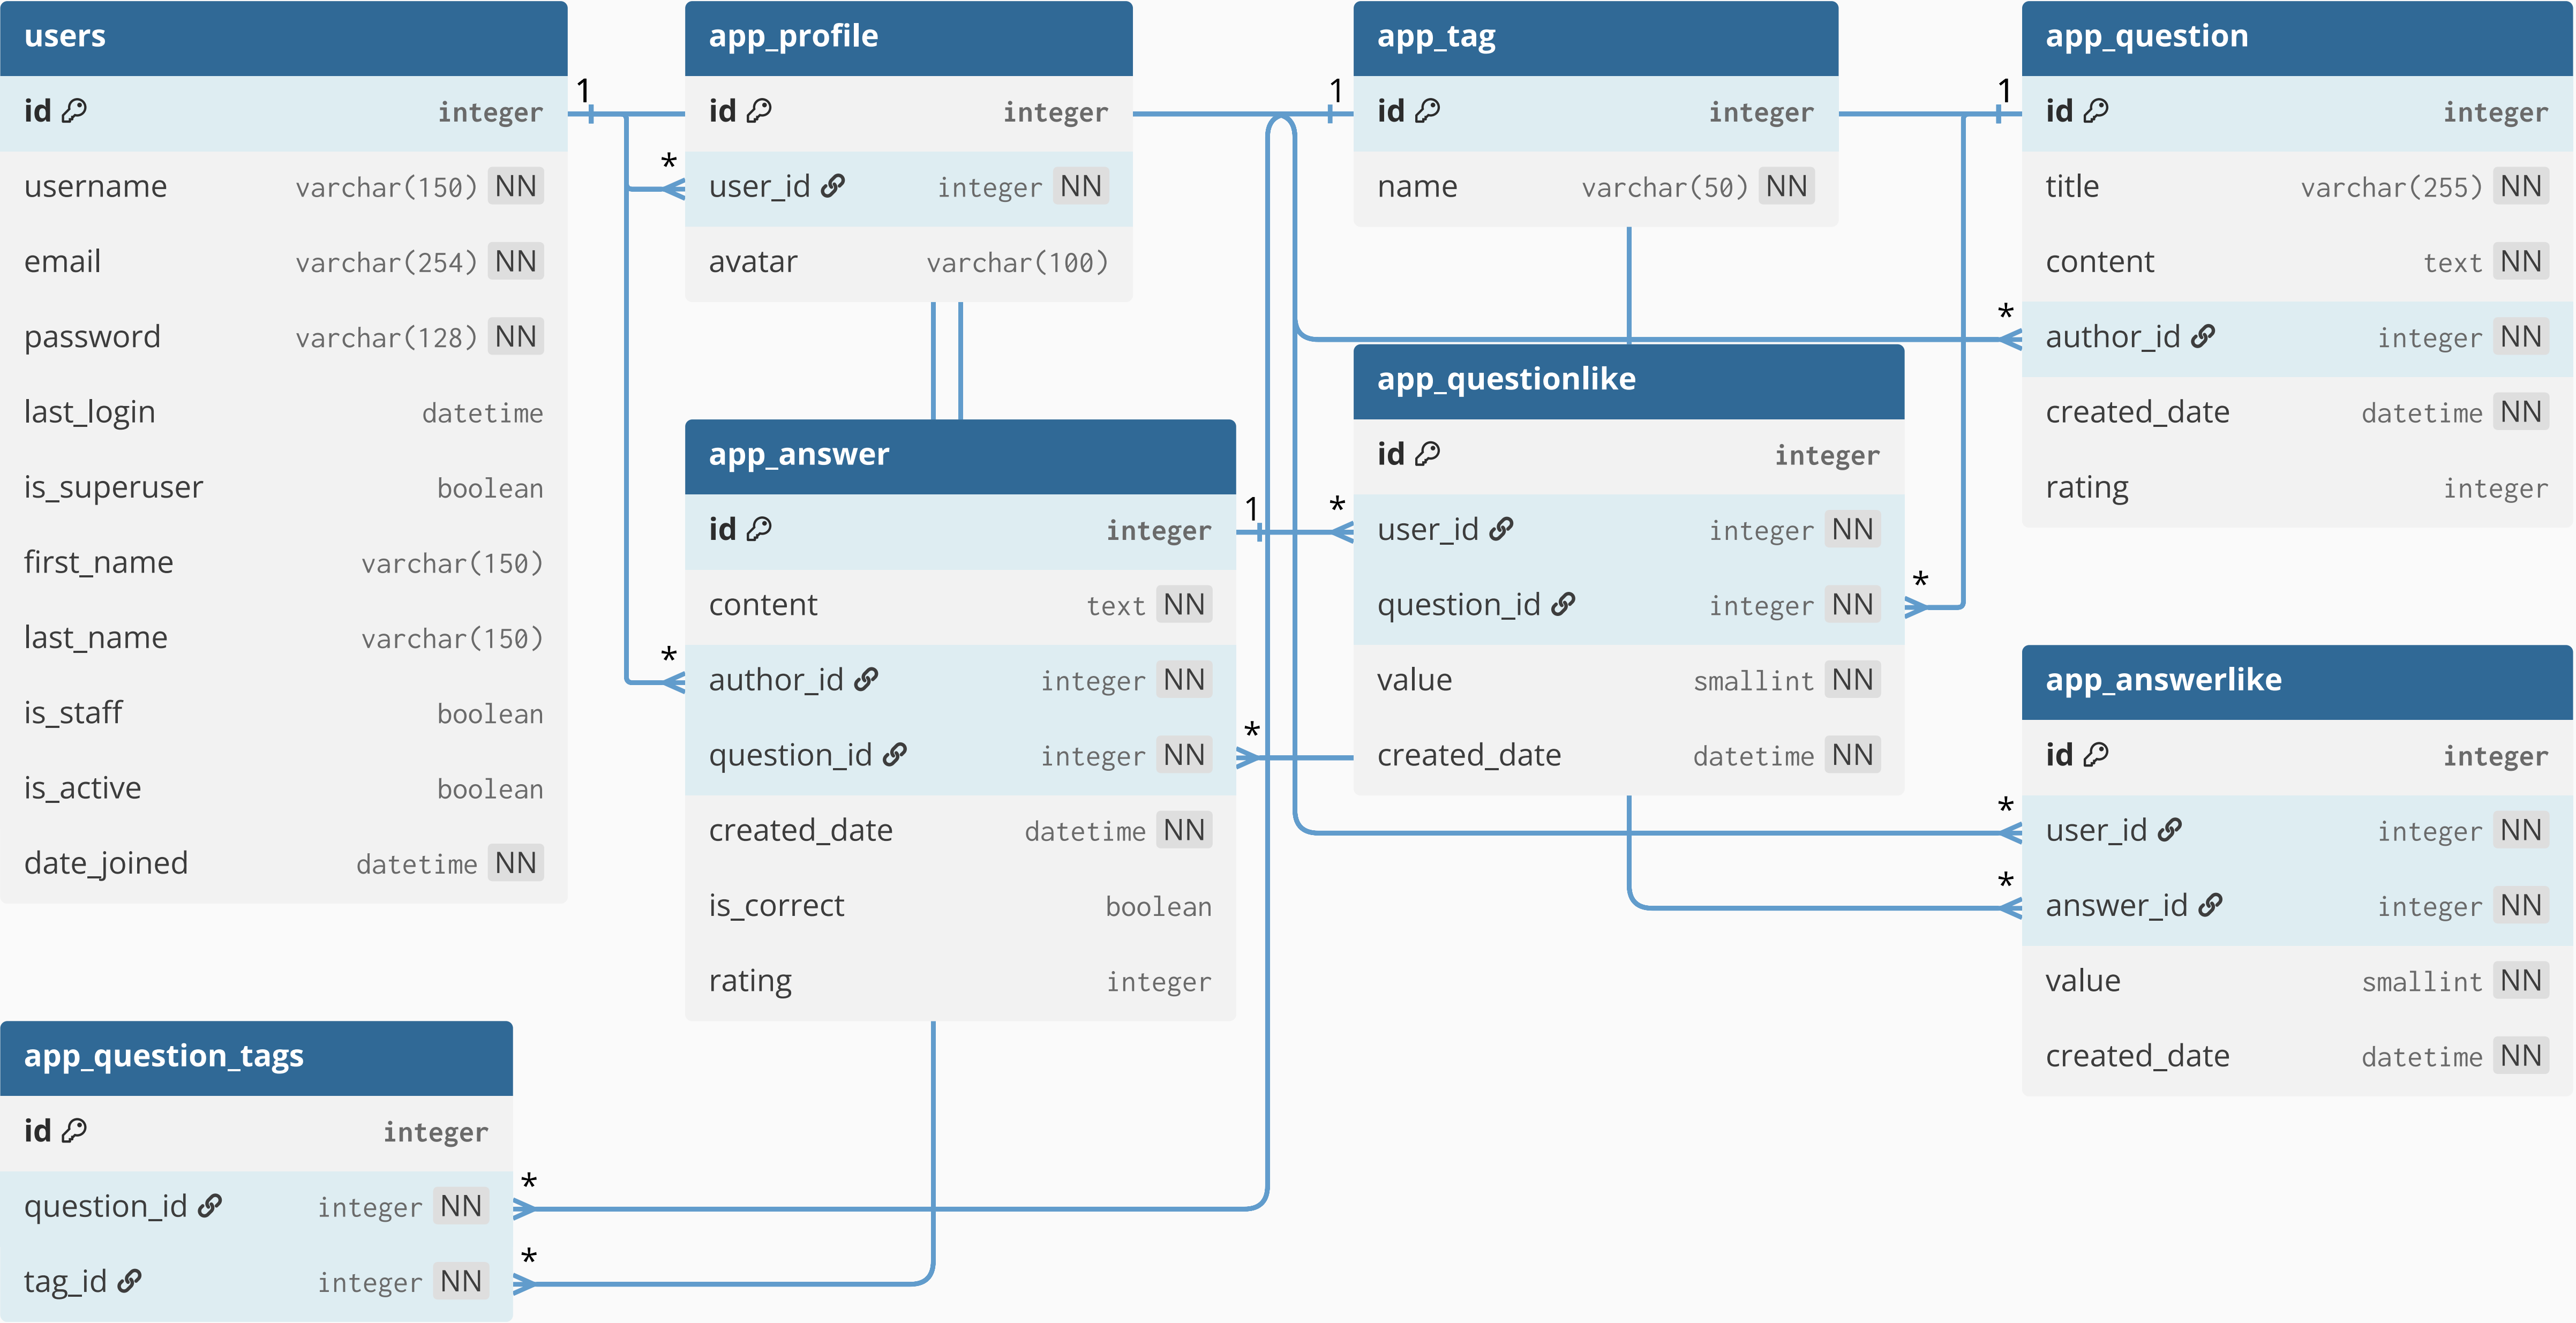 users
1
id integer
username varchar(150) NN
email varchar(254) NN
password varchar(128) NN
last_login datetime
is_superuser boolean
first_name varchar(150)
last_name varchar(150)
is_staff boolean
is_active boolean
date_joined datetime NN
app_profile
id integer
*
user_id integer NN
avatar varchar(100)
app_tag
1
id integer
name varchar(50) NN
app_question
1
id integer
title varchar(255) NN
content text NN
*
author_id integer NN
created_date datetime NN
rating integer
app_answer
1
id integer
content text NN
*
author_id integer NN
*
question_id integer NN
created_date datetime NN
is_correct boolean
rating integer
app_questionlike
id integer
*
user_id integer NN
*
question_id integer NN
value smallint NN
created_date datetime NN
app_answerlike
id integer
*
user_id integer NN
*
answer_id integer NN
value smallint NN
created_date datetime NN
app_question_tags
id integer
*
question_id integer NN
*
tag_id integer NN